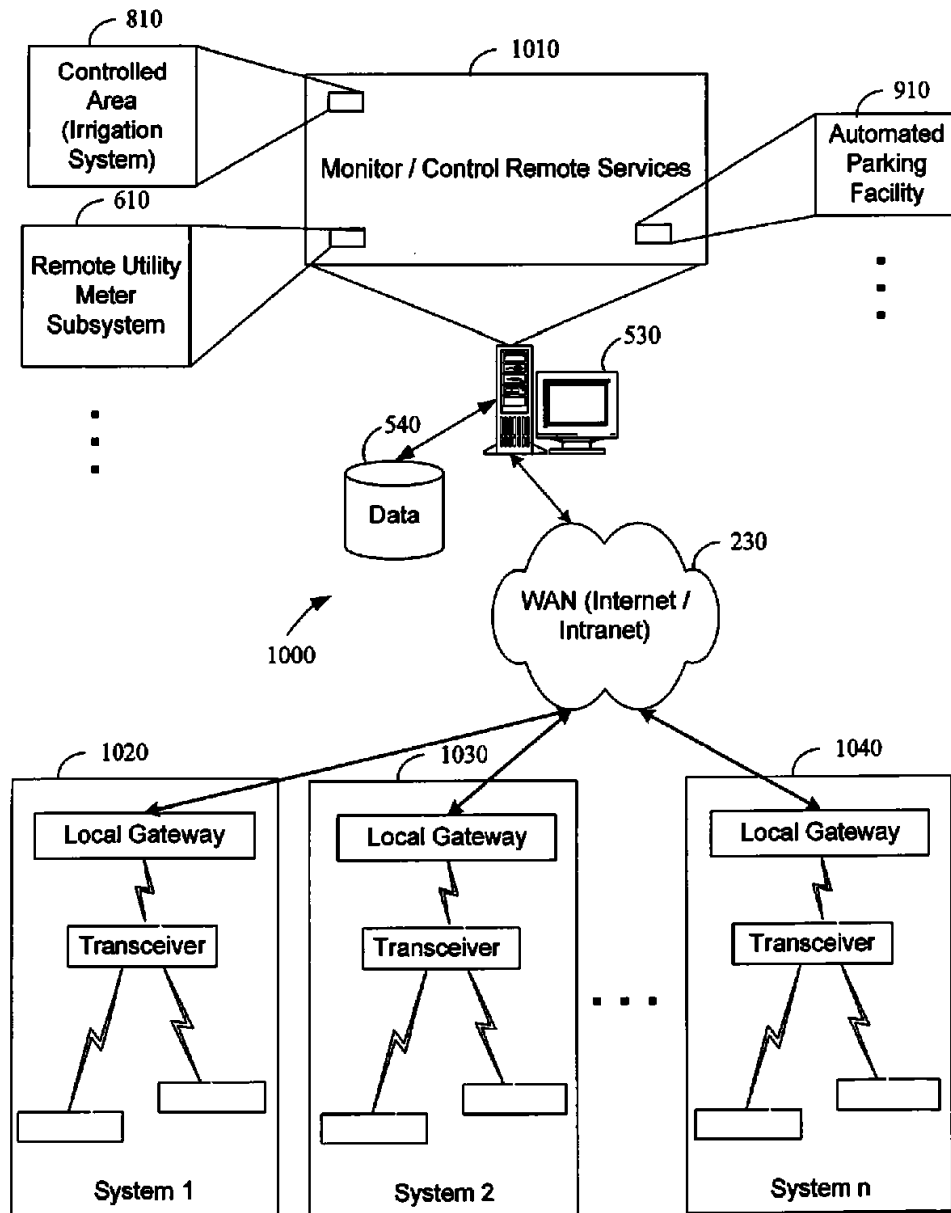 810
Controlled
Area
(Irrigation
System)
1010
Monitor / Control Remote Services
910
Automated
Parking
Facility
610
Remote Utility
Meter
Subsystem
530
540
Data
230
WAN (Internet /
Intranet)
1000
1020
Local Gateway
Transceiver
System 1
1030
Local Gateway
Transceiver
System 2
1040
Local Gateway
Transceiver
System n